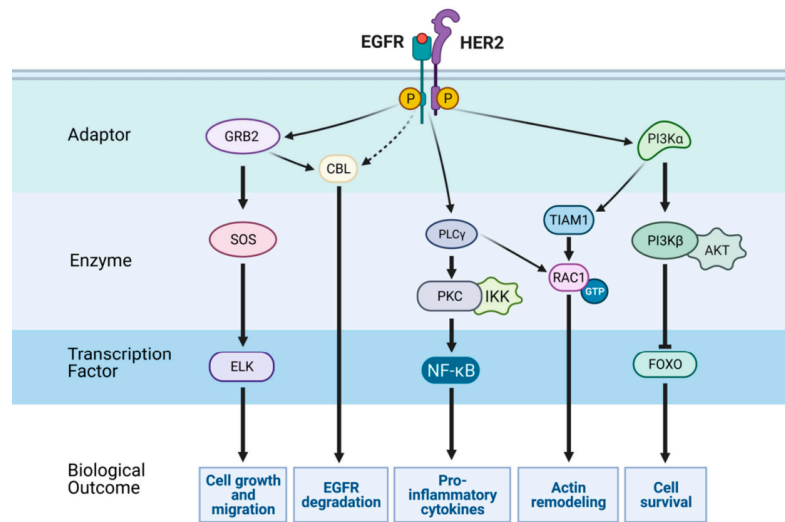 EGFR HER2
P P
Adaptor
GRB2
PI3Kα
CBL
Enzyme
SOS
PLCγ
TIAM1
PI3Kβ
AKT
RAC1
GTP
PKC
IKK
Transcription
Factor
ELK
NF-κB
FOXO
Biological
Outcome
Cell growth
and
migration
EGFR
degradation
Pro-
inflammatory
cytokines
Actin
remodeling
Cell
survival